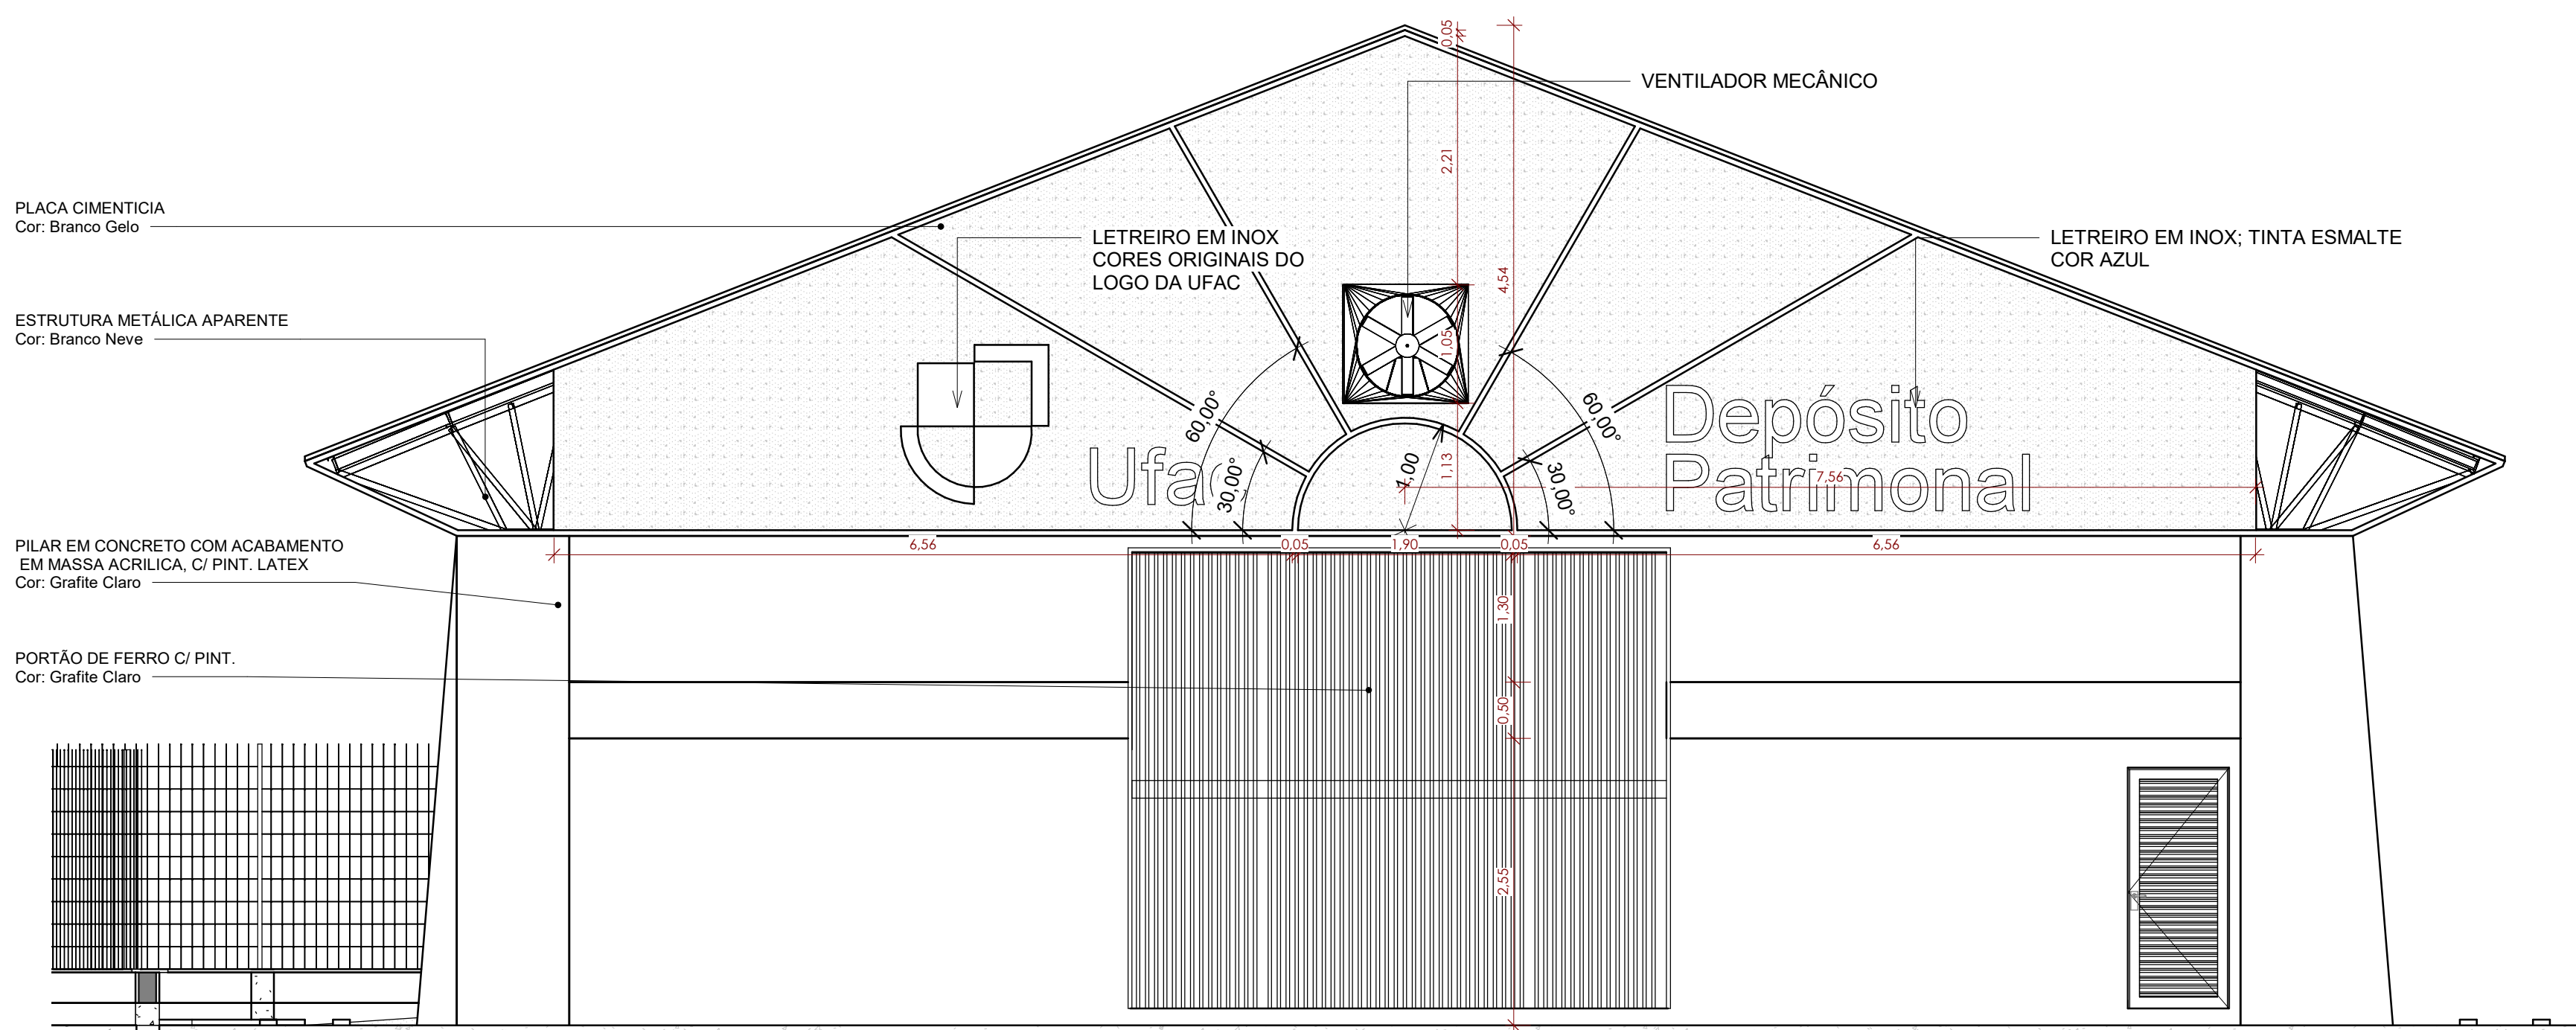 0,05
VENTILADOR MECÂNICO
2,21
PLACA CIMENTICIA
Cor: Branco Gelo
LETREIRO EM INOX
CORES ORIGINAIS DO
LOGO DA UFAC
4,54
LETREIRO EM INOX; TINTA ESMALTE
COR AZUL
ESTRUTURA METÁLICA APARENTE
Cor: Branco Neve
1,05
60,00°
60,00°
Depósito
Patrimonal
Ufac
30,00°
1,00
1,13
30,00°
7,56
PILAR EM CONCRETO COM ACABAMENTO
EM MASSA ACRILICA, C/ PINT. LATEX
Cor: Grafite Claro
6,56
0,05
1,90
0,05
6,56
1,30
PORTÃO DE FERRO C/ PINT.
Cor: Grafite Claro
0,50
2,55